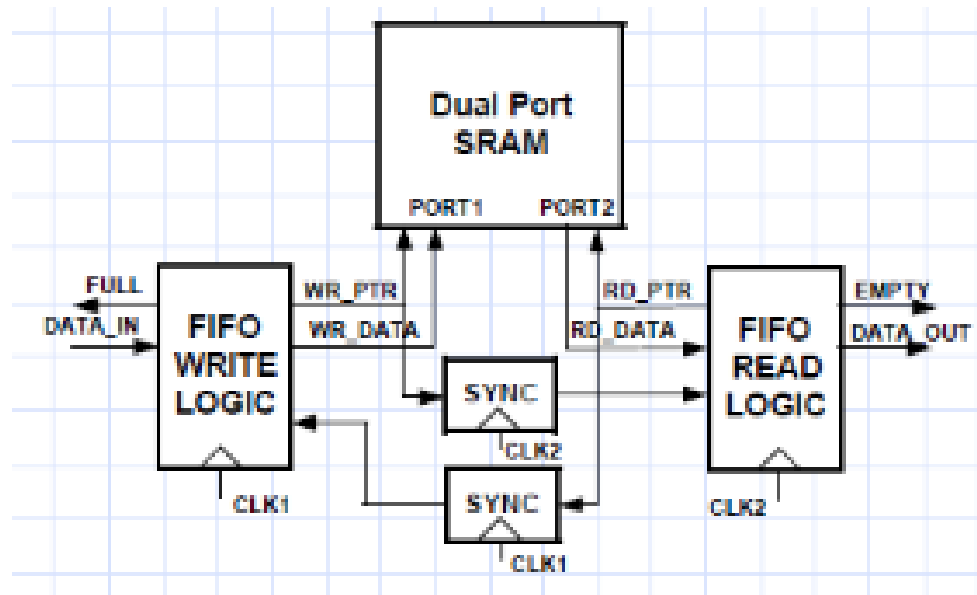 Dual Port
SRAM
PORT1 PORT2
FULL
DATA_IN
FIFO
WRITE
LOGIC
CLK1
WR_PTR
WR_DATA
RD_PTR
RD_DATA
SYNC
CLK2
SYNC
CLK1
FIFO
READ
LOGIC
CLK2
EMPTY
DATA_OUT